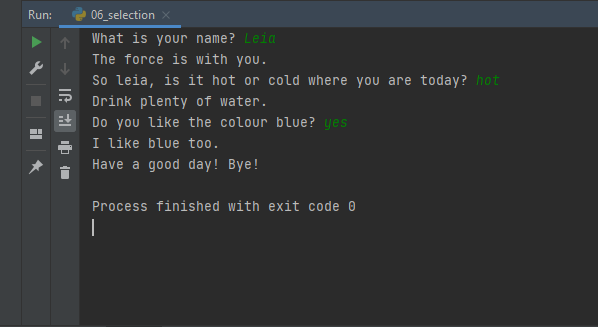 Run: 06_selection
What is your name? Leia
The force is with you.
So leia, is it hot or cold where you are today? hot
Drink plenty of water.
Do you like the colour blue? yes
I like blue too.
Have a good day! Bye!
Process finished with exit code 0